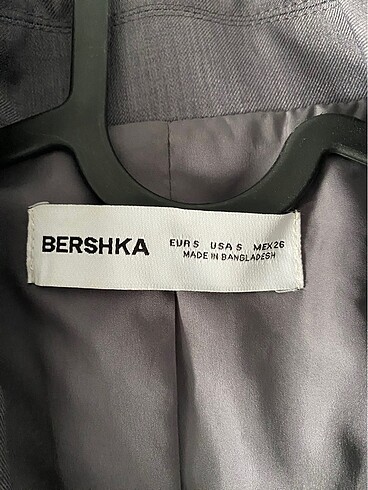 BERSHKA
EUR S USA S MEX 26
MADE IN BANGLADESH